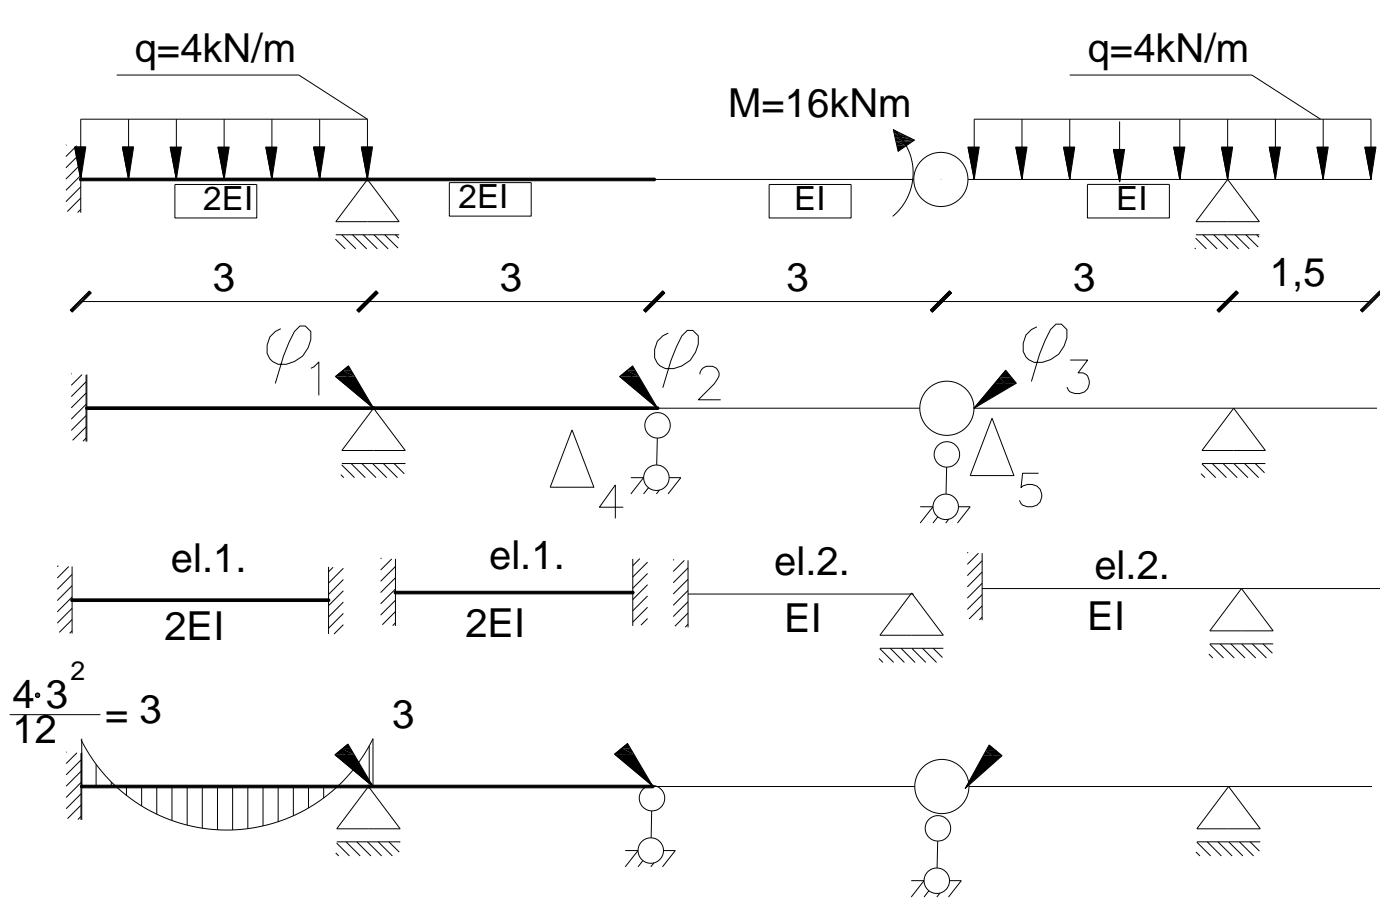 q=4kN/m
q=4kN/m
M=16kNm
2EI
2EI
EI
EI
3
3
3
3
1,5
φ1
φ2
φ3
Δ4
Δ5
el.1.
el.1.
el.2.
el.2.
2EI
2EI
EI
EI
4·3²/12 = 3
3